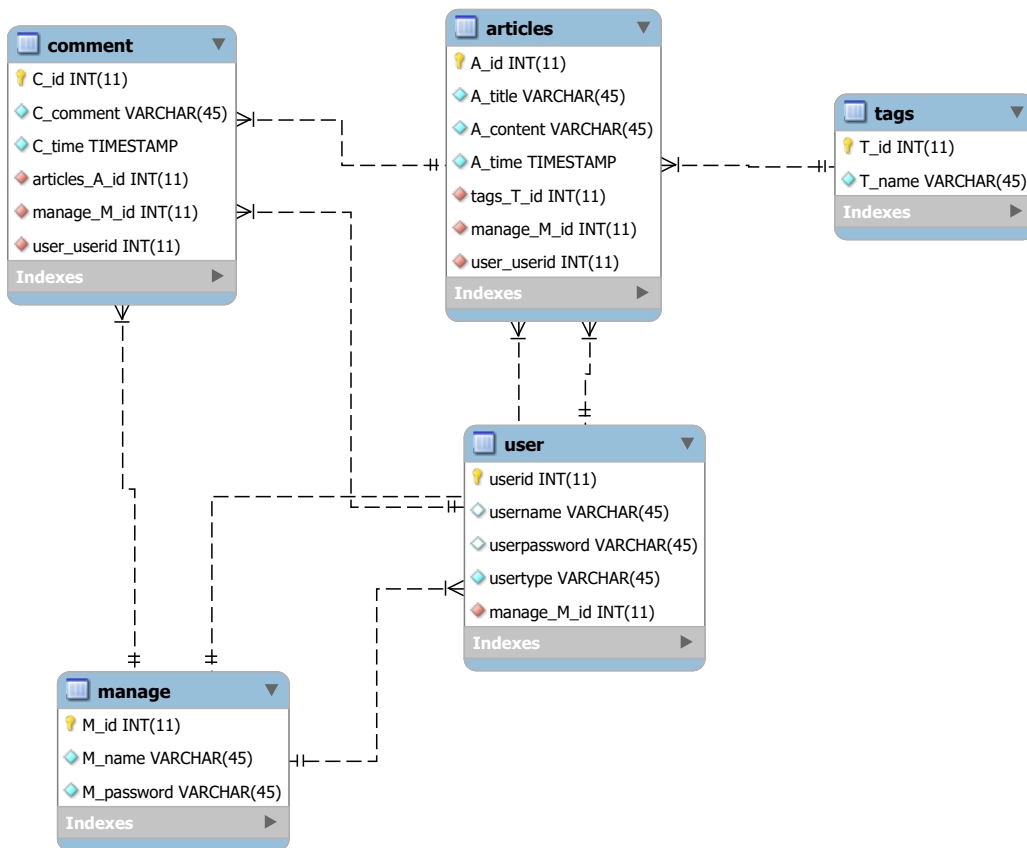 comment
C_id INT(11)
C_comment VARCHAR(45)
C_time TIMESTAMP
articles_A_id INT(11)
manage_M_id INT(11)
user_userid INT(11)
Indexes
articles
A_id INT(11)
A_title VARCHAR(45)
A_content VARCHAR(45)
A_time TIMESTAMP
tags_T_id INT(11)
manage_M_id INT(11)
user_userid INT(11)
Indexes
tags
T_id INT(11)
T_name VARCHAR(45)
Indexes
user
userid INT(11)
username VARCHAR(45)
userpassword VARCHAR(45)
usertype VARCHAR(45)
manage_M_id INT(11)
Indexes
manage
M_id INT(11)
M_name VARCHAR(45)
M_password VARCHAR(45)
Indexes